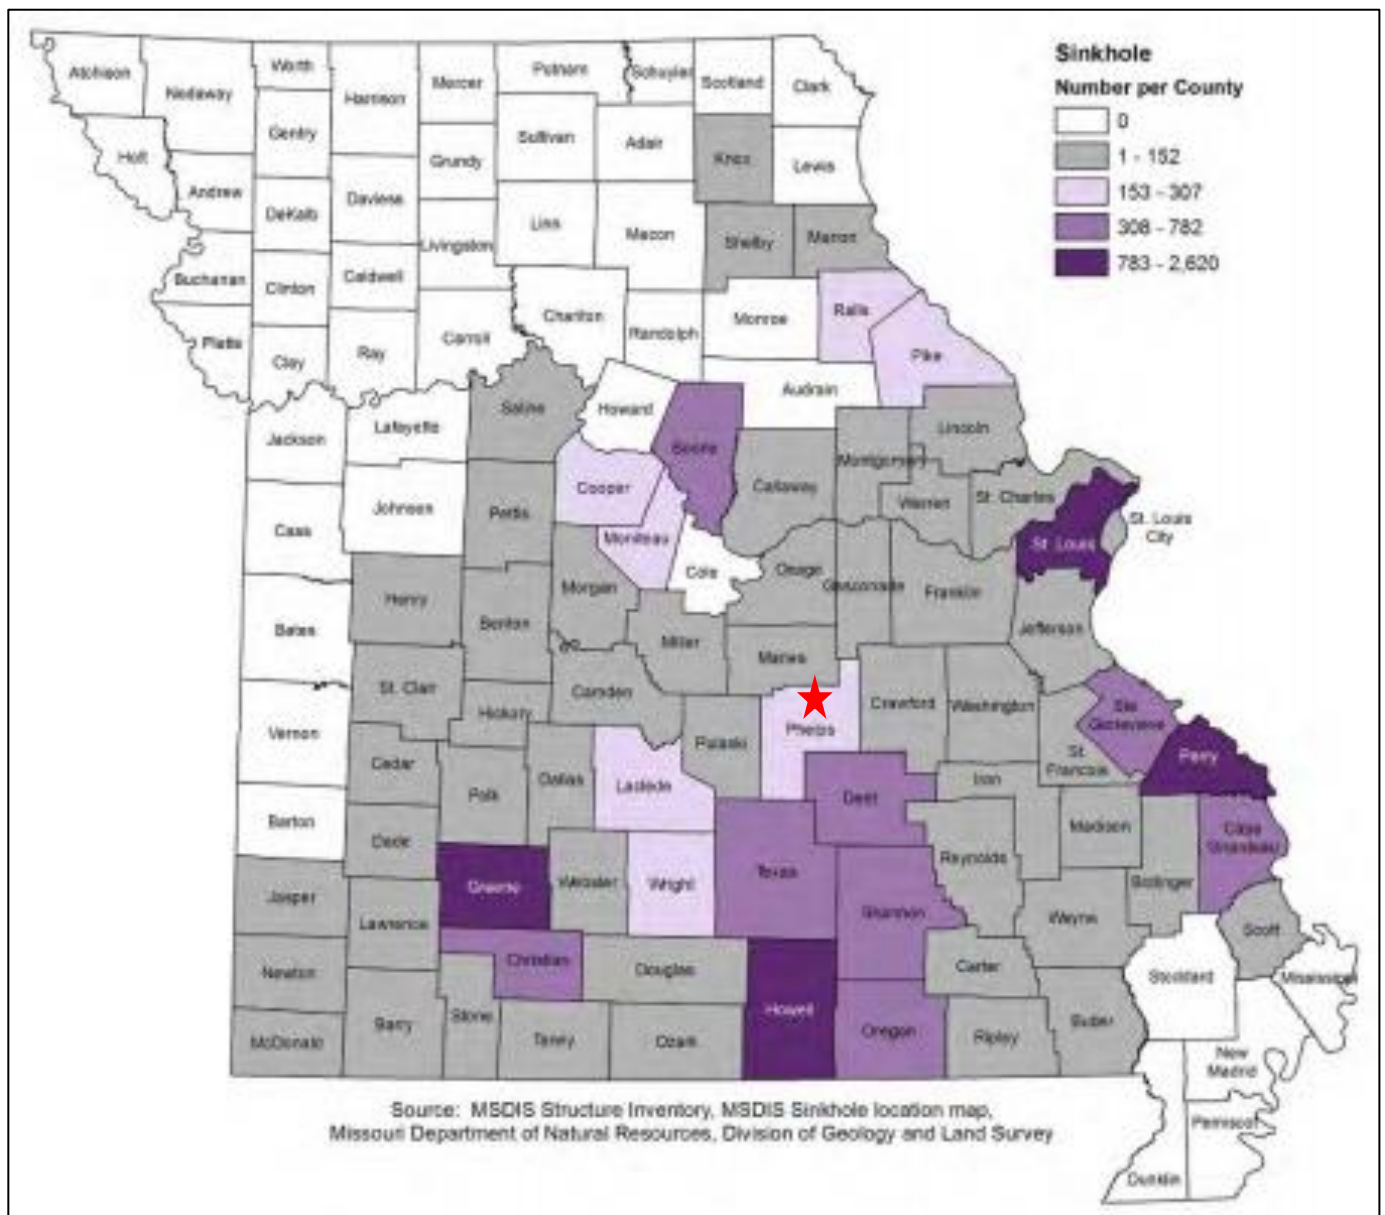 Sinkhole
Number per County
0
1 - 152
153 - 307
308 - 782
783 - 2,620
Atchison
Nodaway
Worth
Harrison
Mercer
Putnam
Schuyler
Scotland
Clark
Gentry
Holt
Andrew
DeKalb
Daviess
Grundy
Sullivan
Adair
Knox
Lewis
Linn
Macon
Shelby
Marion
Livingston
Buchanan
Clinton
Caldwell
Chariton
Randolph
Monroe
Ralls
Platte
Clay
Ray
Carroll
Pike
Audrain
Saline
Howard
Boone
Lincoln
Jackson
Lafayette
Montgomery
Cooper
Callaway
Warren
St. Charles
Johnson
Pettis
St. Louis
City
Cass
Moniteau
St. Louis
Cole
Osage
Gasconade
Franklin
Morgan
Henry
Benton
Bates
Miller
Jefferson
Maries
St. Clair
Camden
Crawford
Washington
Ste
Genevieve
Hickory
Vernon
Phelps
Pulaski
St.
Francois
Perry
Cedar
Dallas
Laclede
Iron
Polk
Dent
Barton
Dade
Madison
Cape
Girardeau
Reynolds
Texas
Greene
Webster
Wright
Bollinger
Jasper
Lawrence
Shannon
Wayne
Scott
Christian
Douglas
Carter
Newton
Stoddard
Mississippi
Howell
Stone
Barry
Oregon
Ripley
Butler
McDonald
Taney
Ozark
New
Madrid
Pemiscot
Dunklin
Source: MSDIS Structure Inventory, MSDIS Sinkhole location map,
Missouri Department of Natural Resources, Division of Geology and Land Survey